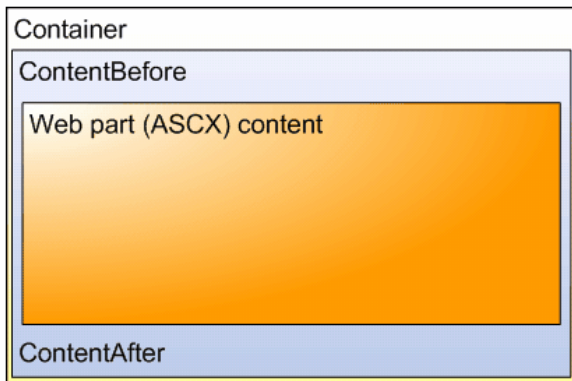 Container
ContentBefore
Web part (ASCX) content
ContentAfter